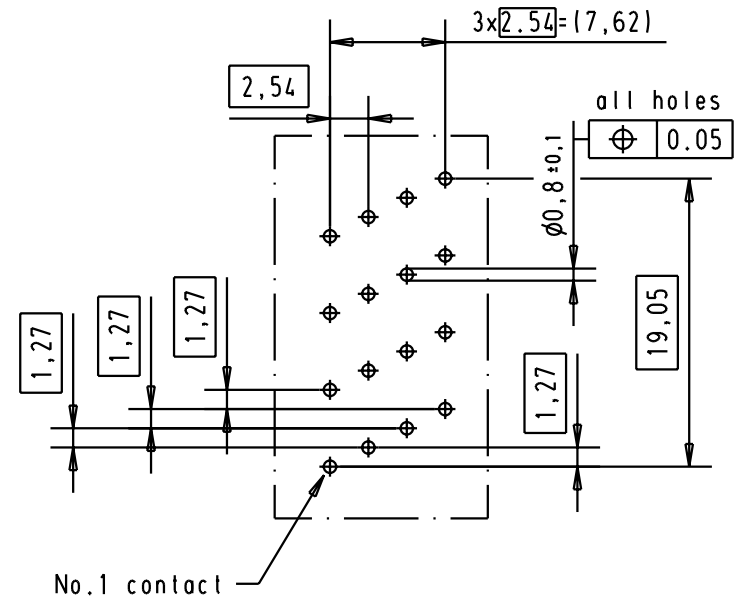 3x2.54=(7,62)
2,54
all holes
0.05
ø0,8 ±0,1
1,27
1,27
1,27
19,05
1,27
No.1 contact